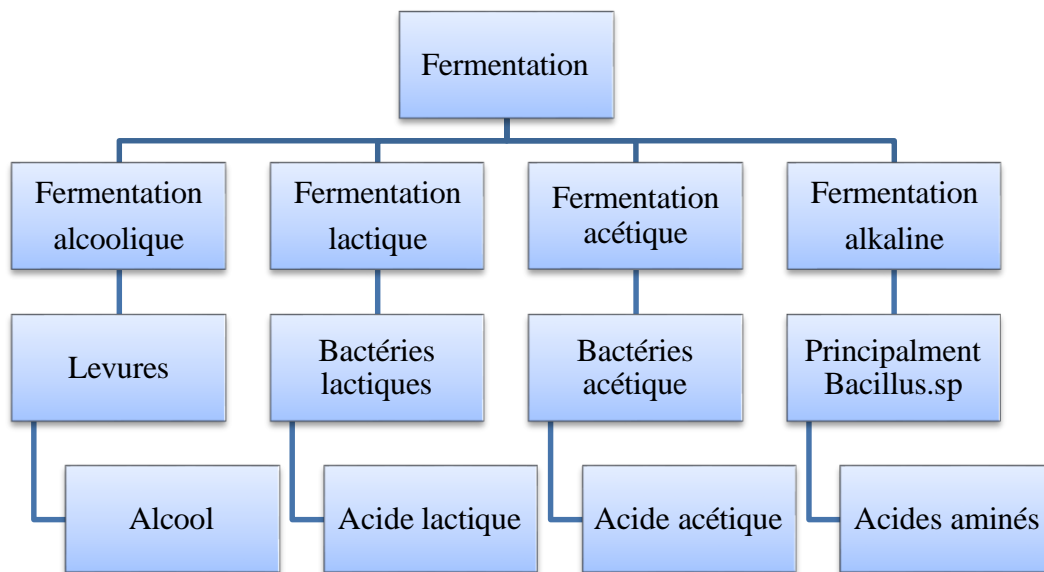 Fermentation
Fermentation
alcoolique
Fermentation
lactique
Fermentation
acétique
Fermentation
alkaline
Levures
Bactéries
lactiques
Bactéries
acétique
Principalment
Bacillus.sp
Alcool
Acide lactique
Acide acétique
Acides aminés